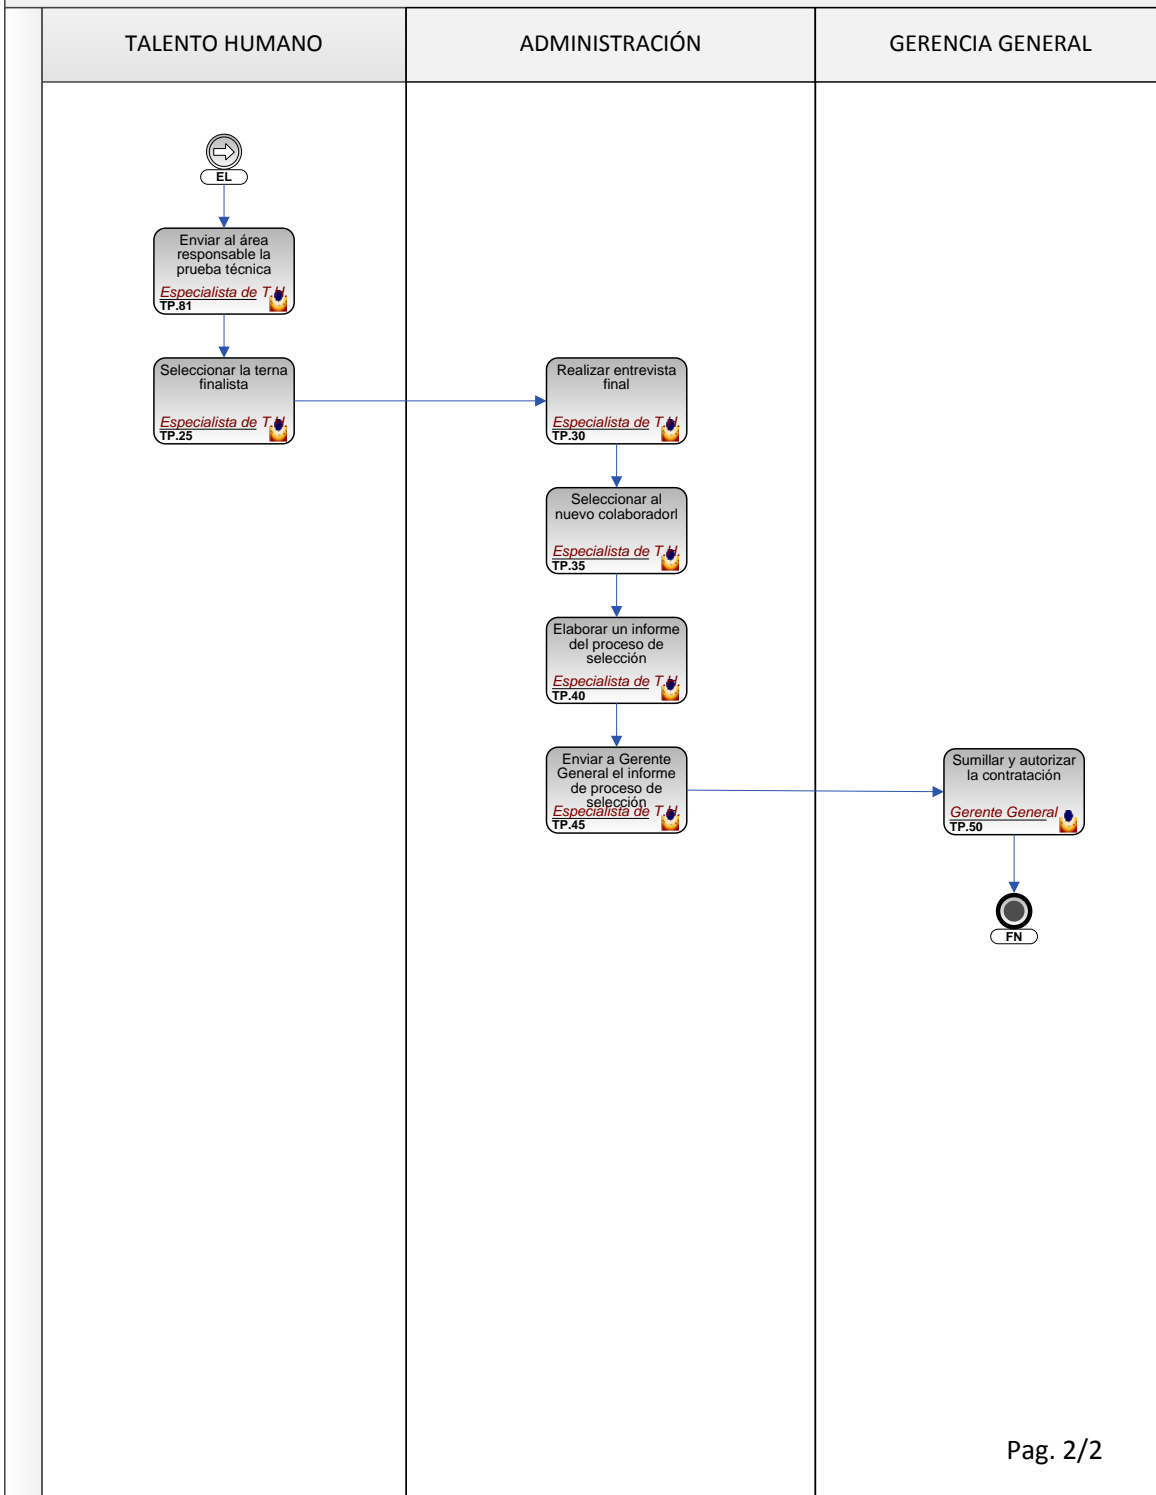 TALENTO HUMANO
ADMINISTRACIÓN
GERENCIA GENERAL
EL
Enviar al área
responsable la
prueba técnica
Especialista de T.H.
TP.81
Seleccionar la terna
finalista
Especialista de T.H.
TP.25
Realizar entrevista
final
Especialista de T.H.
TP.30
Seleccionar al
nuevo colaboradorl
Especialista de T.H.
TP.35
Elaborar un informe
del proceso de
selección
Especialista de T.H.
TP.40
Enviar a Gerente
General el informe
de proceso de
selección
Especialista de T.H.
TP.45
Sumillar y autorizar
la contratación
Gerente General
TP.50
FN
Pag. 2/2